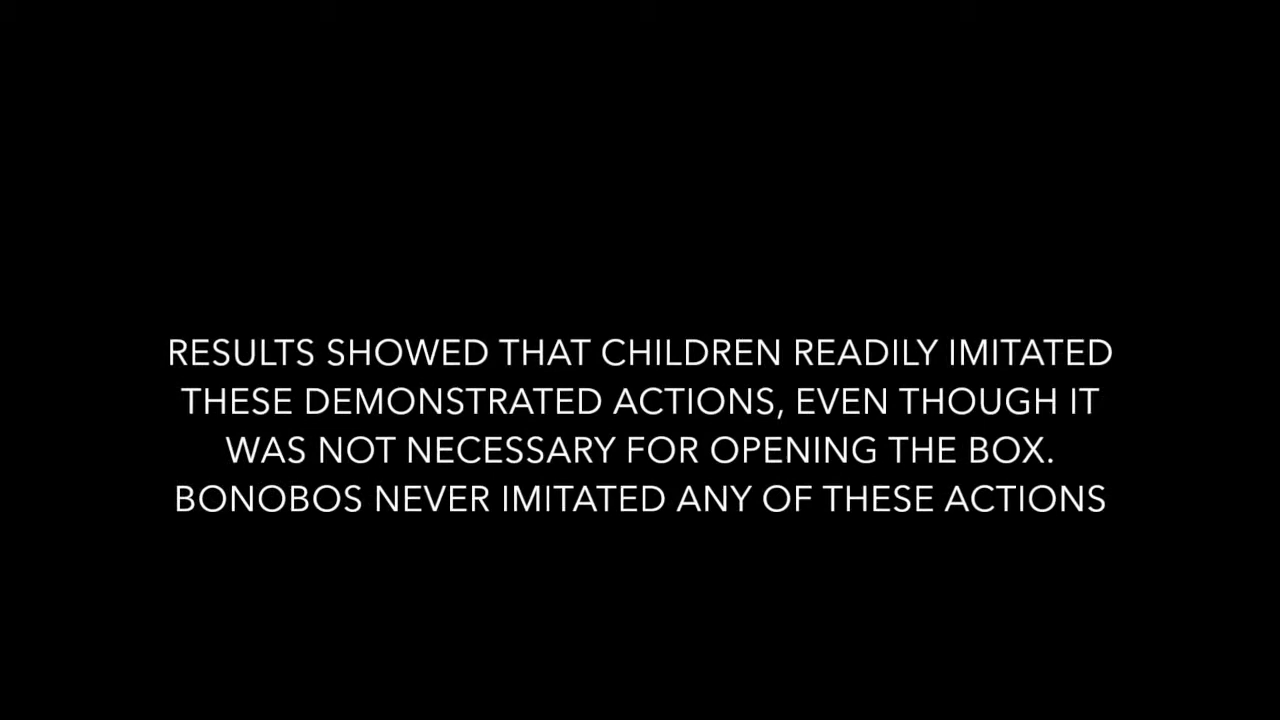 RESULTS SHOWED THAT CHILDREN READILY IMITATED
THESE DEMONSTRATED ACTIONS, EVEN THOUGH IT
WAS NOT NECESSARY FOR OPENING THE BOX.
BONOBOS NEVER IMITATED ANY OF THESE ACTIONS